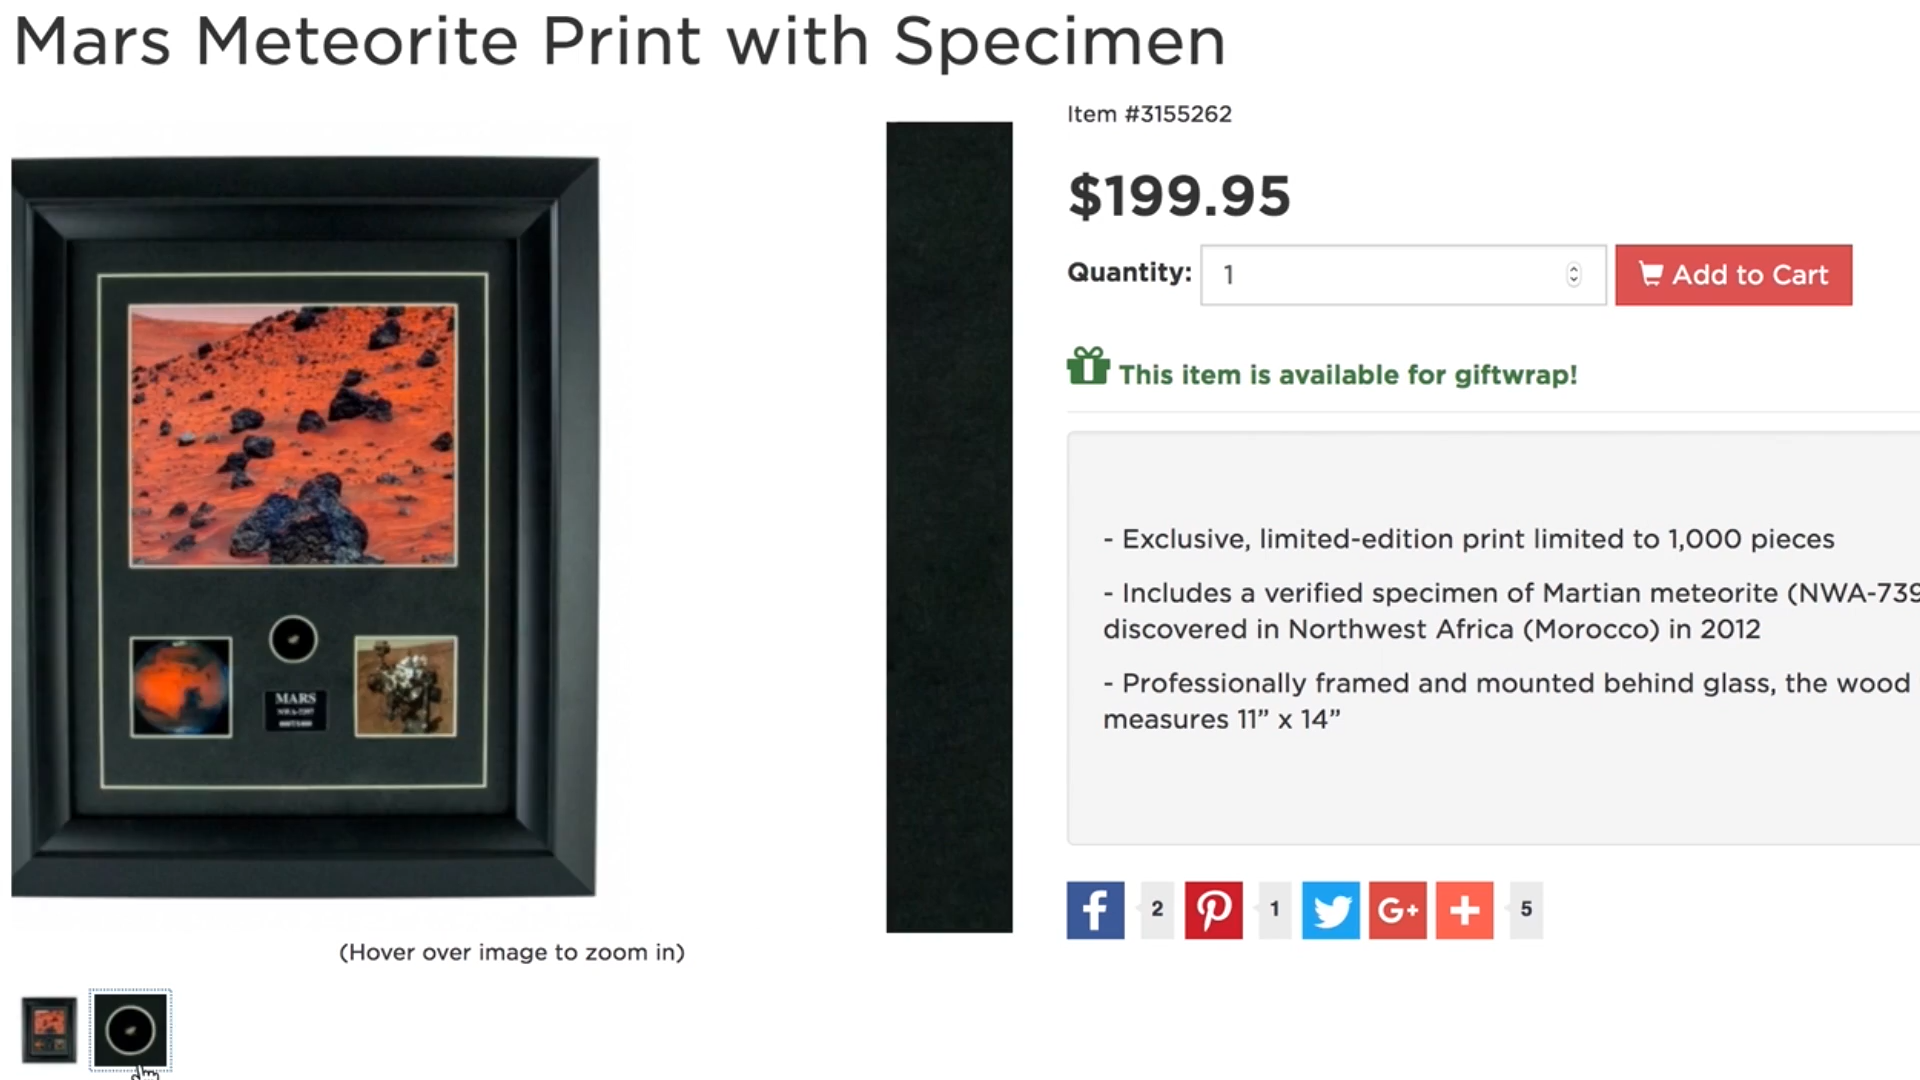 Mars Meteorite Print with Specimen
Item #3155262
$199.95
Quantity: 1 Add to Cart
This item is available for giftwrap!
- Exclusive, limited-edition print limited to 1,000 pieces
- Includes a verified specimen of Martian meteorite (NWA-739
discovered in Northwest Africa (Morocco) in 2012
- Professionally framed and mounted behind glass, the wood
measures 11” x 14”
MARS
f 2 1 G+ 5
(Hover over image to zoom in)